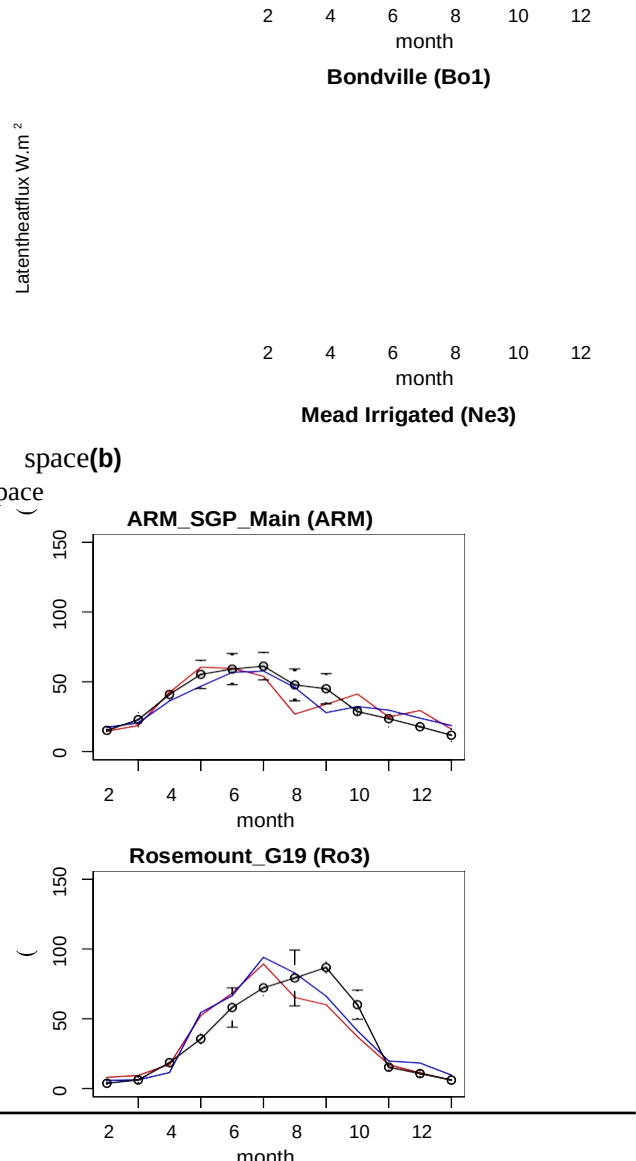 2 4 6 8 10 12
month
Bondville (Bo1)
Latentheatflux W.m 2
2 4 6 8 10 12
month
Mead Irrigated (Ne3)
space(b)
pace
(
ARM_SGP_Main (ARM)
150
100
50
0
2 4 6 8 10 12
month
Rosemount_G19 (Ro3)
(
150
100
50
0
2 4 6 8 10 12
month